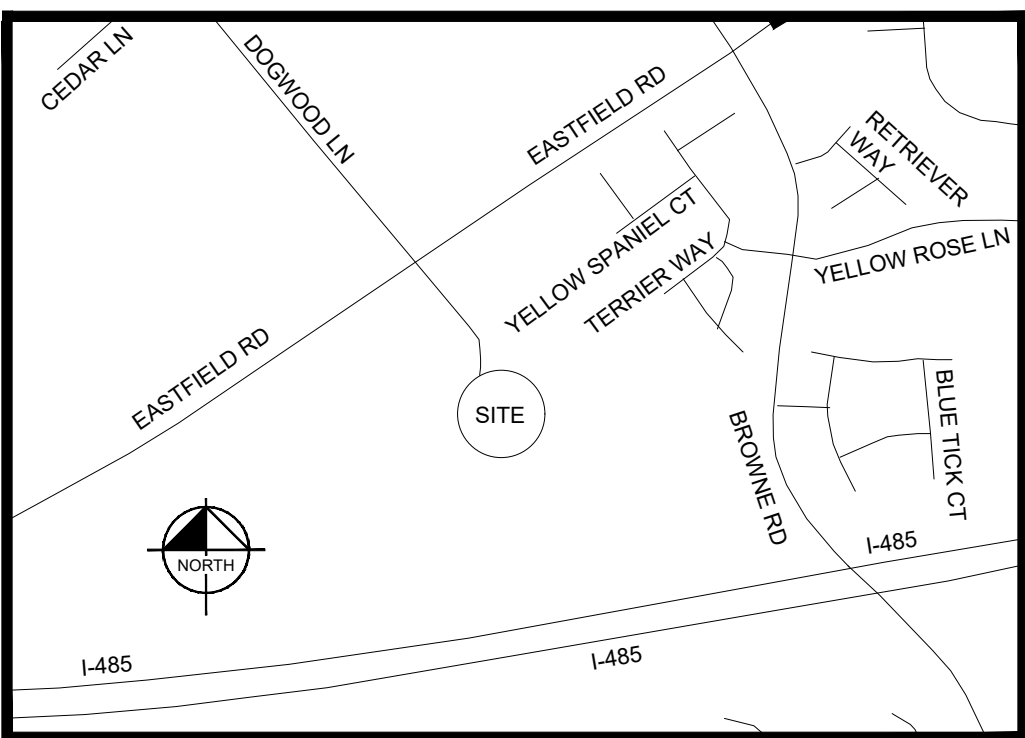 CEDAR LN
DOGWOOD LN
EASTFIELD RD
RETRIEVER
WAY
YELLOW SPANIEL CT
TERRIER WAY
YELLOW ROSE LN
EASTFIELD RD
SITE
BLUE TICK CT
BROWNE RD
NORTH
I-485
I-485
I-485